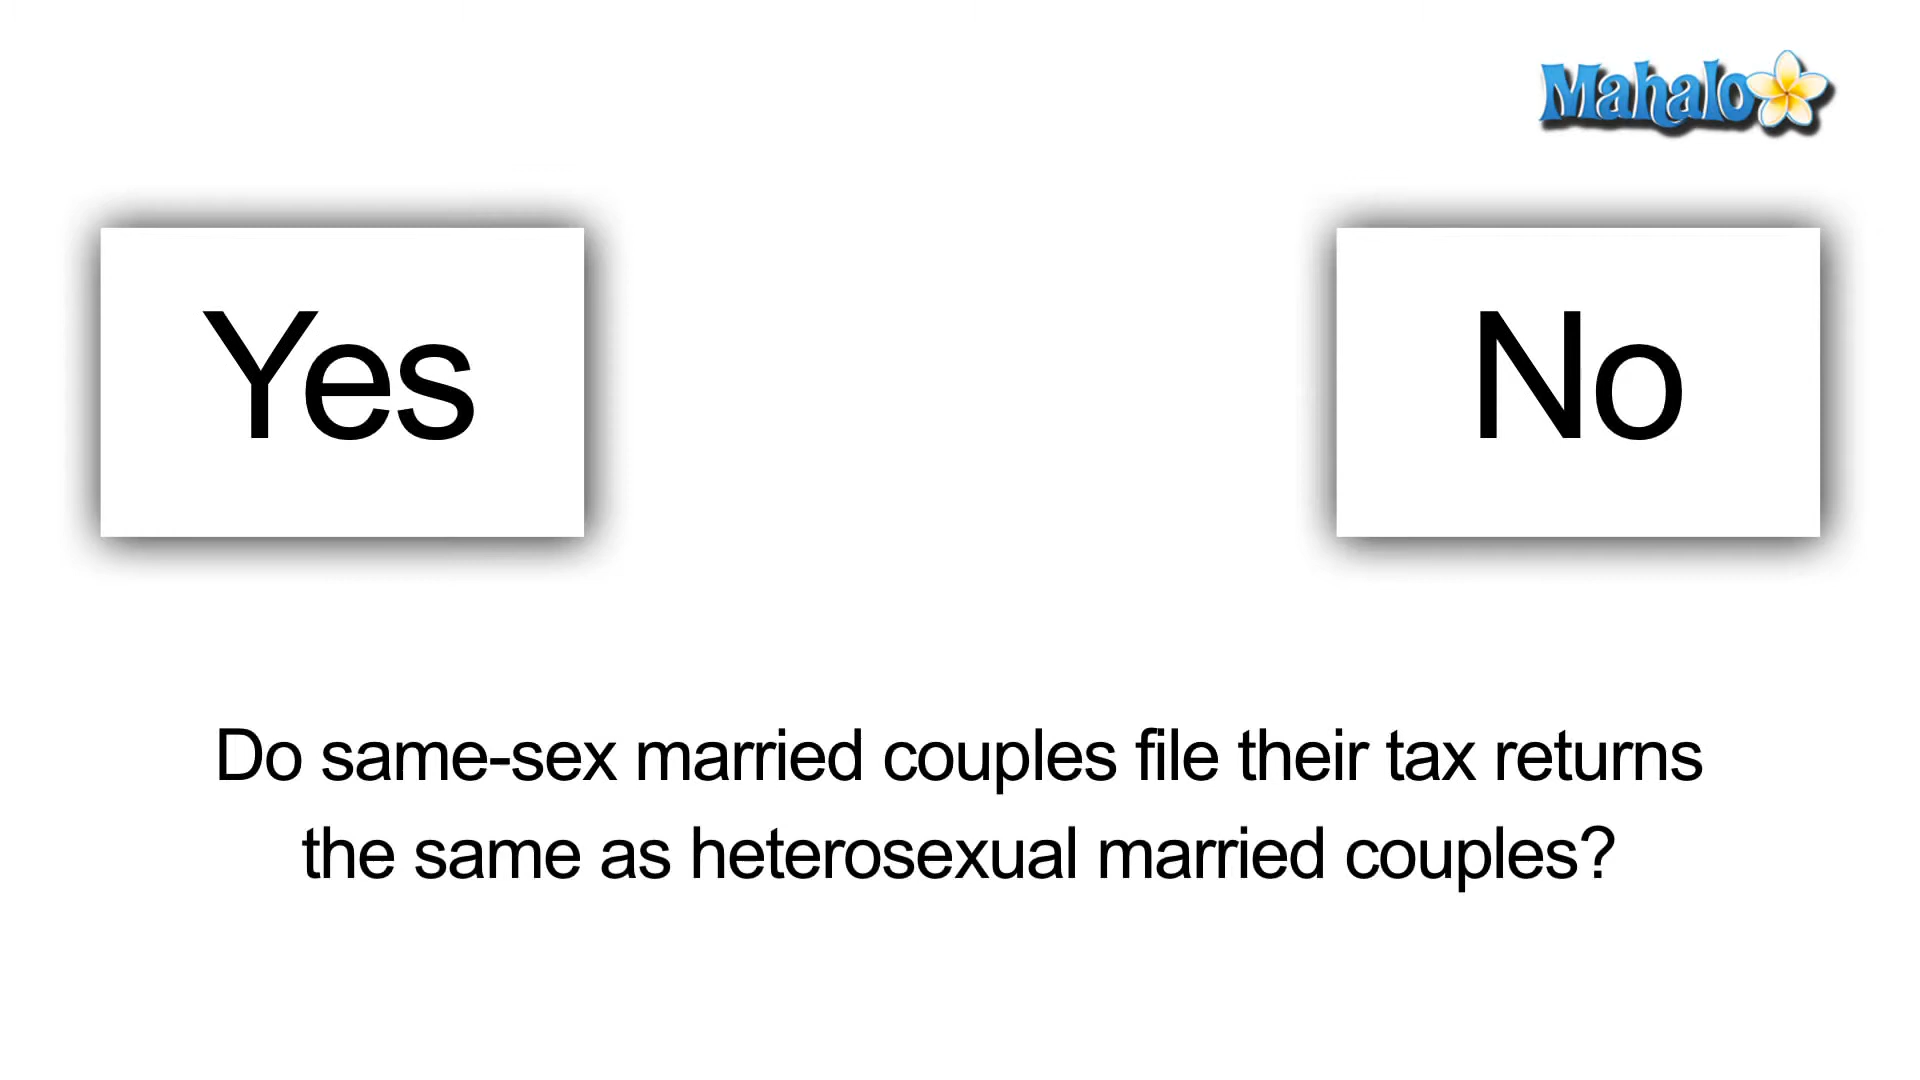 Mahalo
Yes
No
Do same-sex married couples file their tax returns
the same as heterosexual married couples?